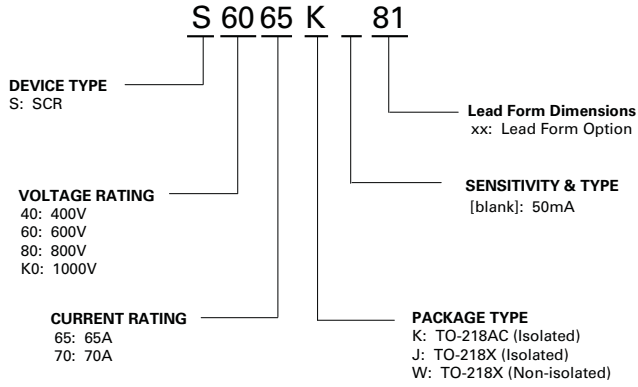 S 60 65 K 81
DEVICE TYPE
S: SCR
Lead Form Dimensions
xx: Lead Form Option
VOLTAGE RATING
40: 400V
60: 600V
80: 800V
K0: 1000V
SENSITIVITY & TYPE
[blank]: 50mA
CURRENT RATING
65: 65A
70: 70A
PACKAGE TYPE
K: TO-218AC (Isolated)
J: TO-218X (Isolated)
W: TO-218X (Non-isolated)